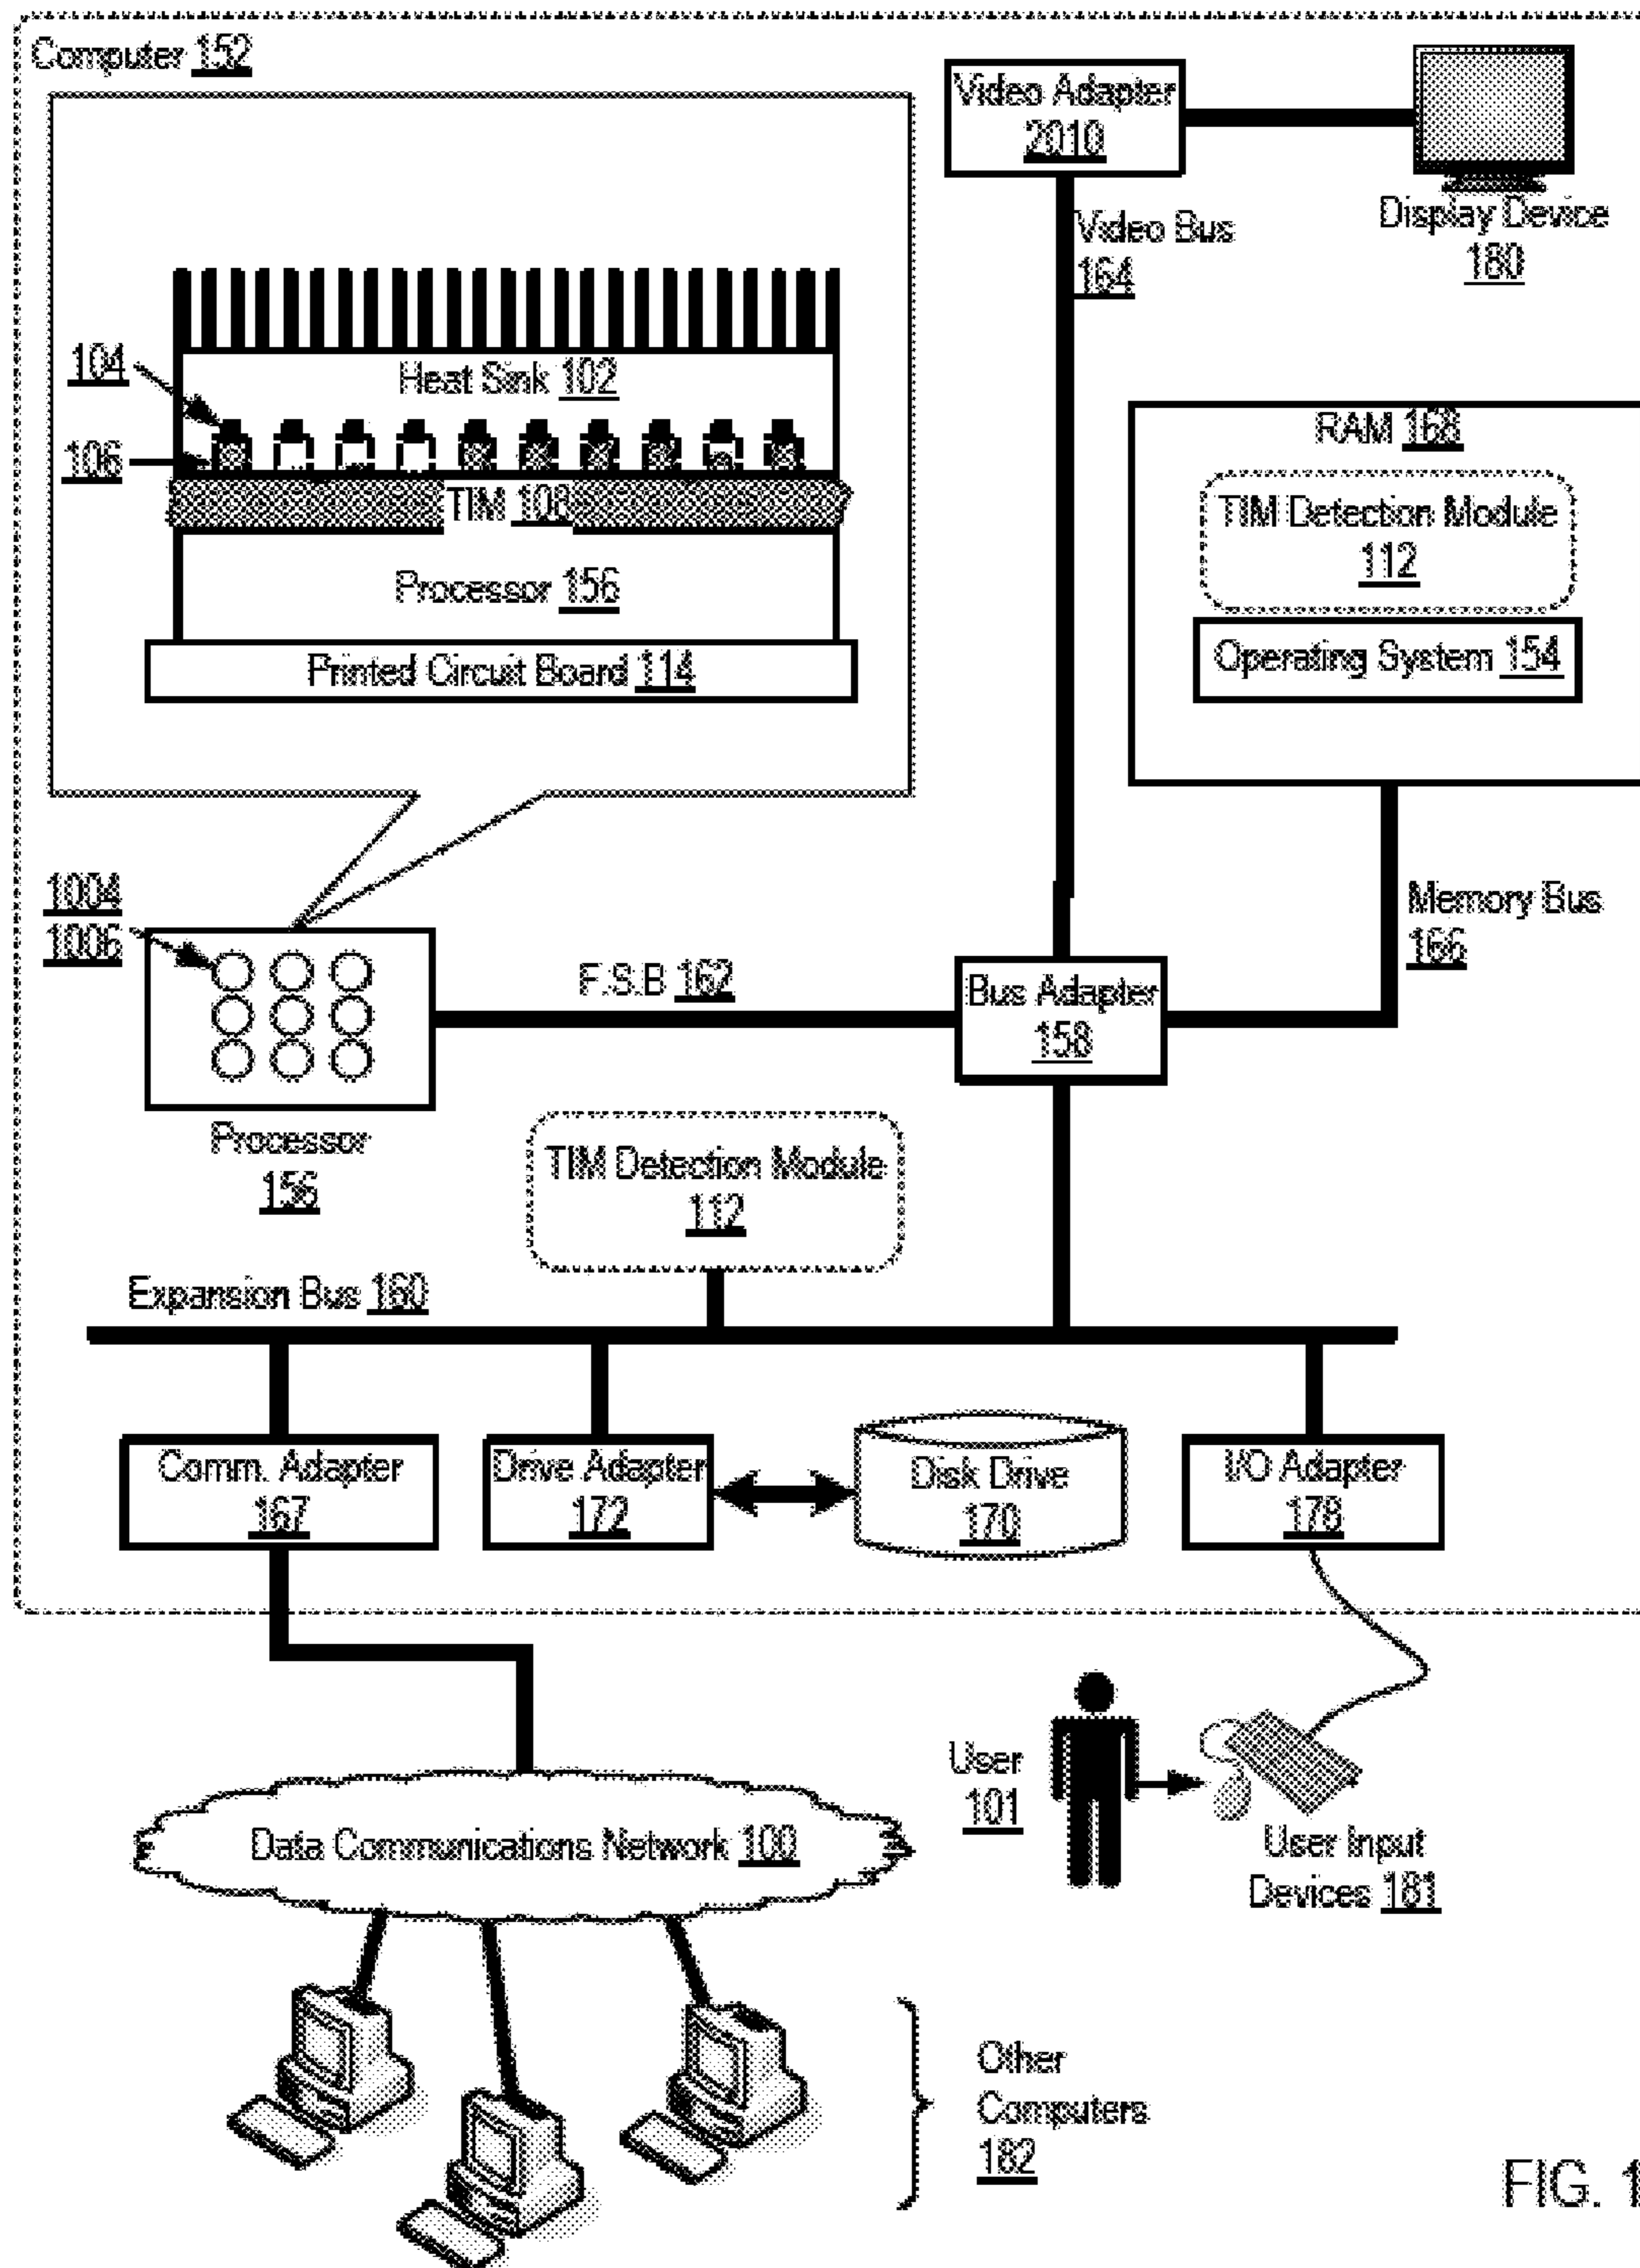 Computer 152
Video Adapter
2010
Video Bus
164
Display Device
180
104
Heat Sink 102
106
TIM 108
Processor 156
Printed Circuit Board 114
RAM 168
TIM Detection Module
112
Operating System 154
1004
1006
Processor
156
F.S.B 162
Bus Adapter
158
Memory Bus
166
TIM Detection Module
112
Expansion Bus 160
Comm. Adapter
167
Drive Adapter
172
Disk Drive
170
I/O Adapter
178
User
101
User Input
Devices 181
Data Communications Network 100
Other
Computers
182
FIG. 1